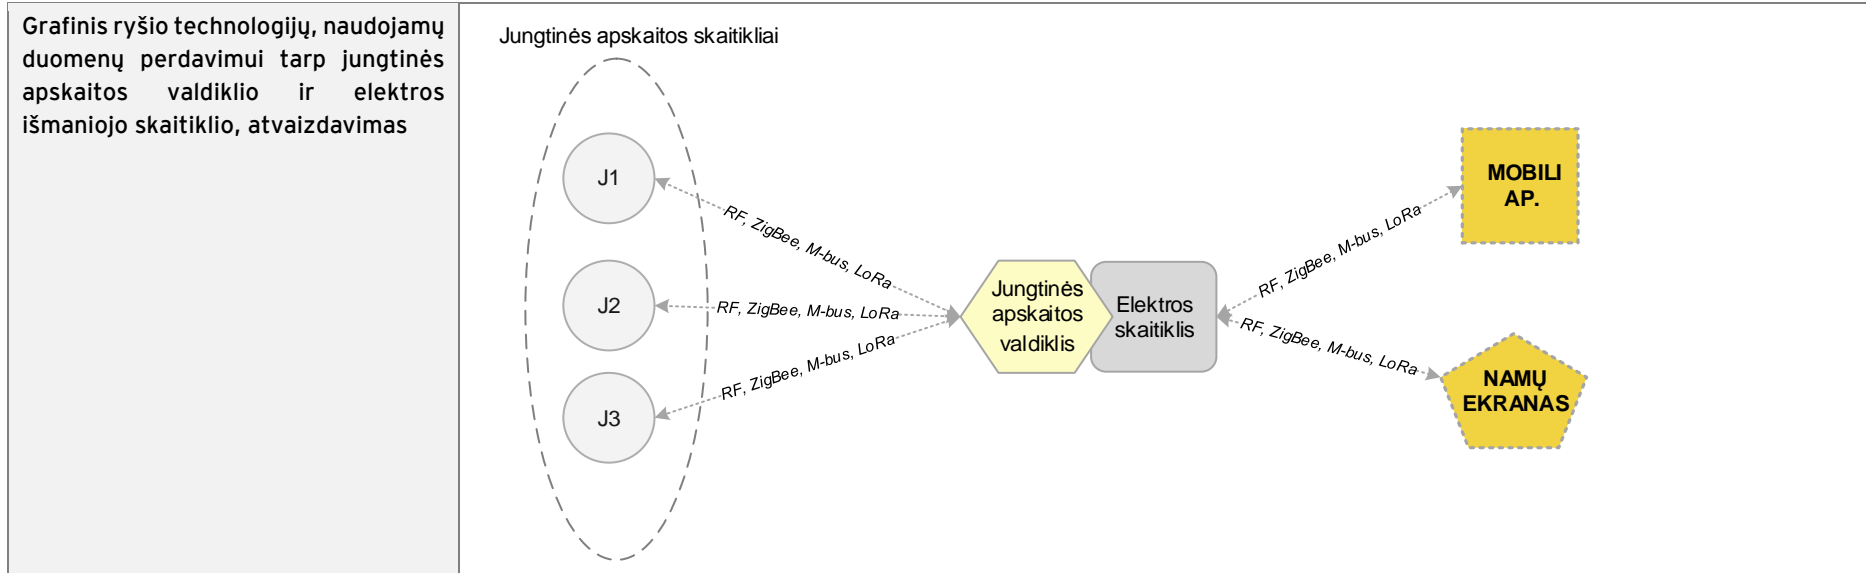 Grafinis ryšio technologijų, naudojamų
duomenų perdavimui tarp jungtinės
apskaitos valdiklio ir elektros
išmaniojo skaitiklio, atvaizdavimas
Jungtinės apskaitos skaitikliai
J1
J2
J3
RF, ZigBee, M-bus, LoRa
RF, ZigBee, M-bus, LoRa
RF, ZigBee, M-bus, LoRa
Jungtinės
apskaitos
valdiklis
Elektros
skaitiklis
RF, ZigBee, M-bus, LoRa
RF, ZigBee, M-bus, LoRa
MOBILI
AP.
NAMŲ
EKRANAS